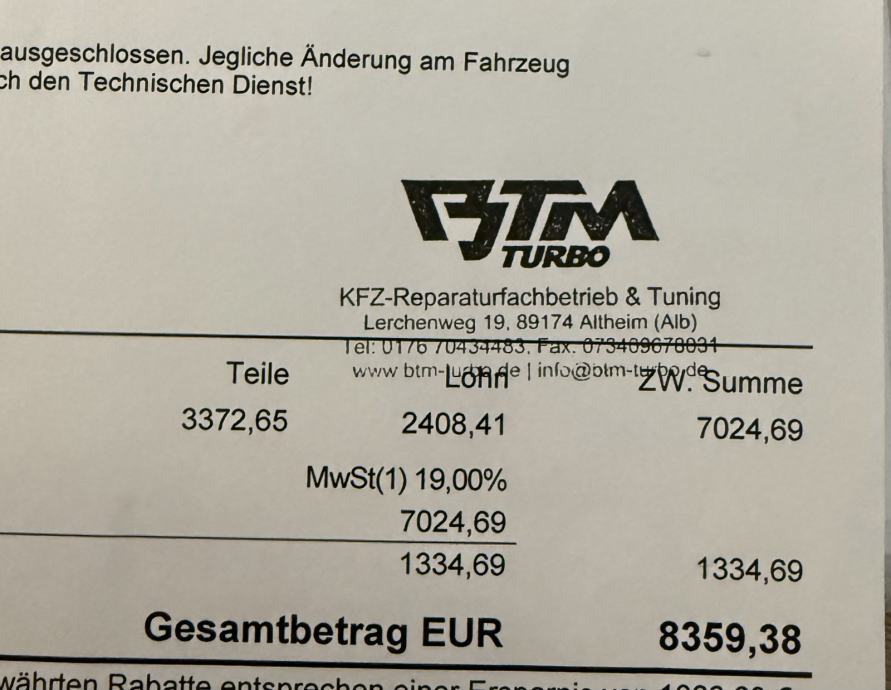 ausgeschlossen. Jegliche Änderung am Fahrzeug
ch den Technischen Dienst!
BTM
TURBO
KFZ-Reparaturfachbetrieb & Tuning
Lerchenweg 19, 89174 Altheim (Alb)
Tel: 0176 70434483, Fax: 073409678031
www btm-turbo.de | info@btm-turbo.de
Teile Lohn ZW. Summe
3372,65 2408,41 7024,69
MwSt(1) 19,00%
7024,69
1334,69 1334,69
Gesamtbetrag EUR 8359,38
währten Rabatte entsprechen einer Ersparnis von